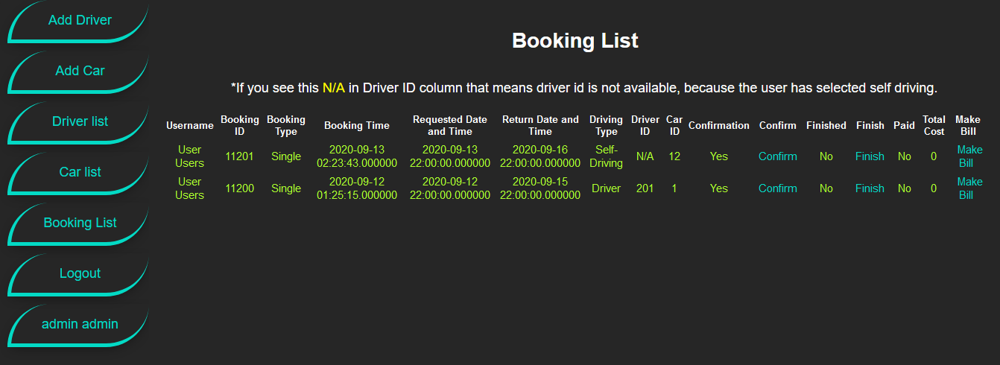 Add Driver
Add Car
Driver list
Car list
Booking List
Logout
admin admin
Booking List
*If you see this N/A in Driver ID column that means driver id is not available, because the user has selected self driving.
Username Booking ID Booking Type Booking Time Requested Date and Time Return Date and Time Driving Type Driver ID Car ID Confirmation Confirm Finished Finish Paid Total Cost Make Bill
User Users 11201 Single 2020-09-13 02:23:43.000000 2020-09-13 22:00:00.000000 2020-09-16 22:00:00.000000 Self-Driving N/A 12 Yes Confirm No Finish No 0 Make Bill
User Users 11200 Single 2020-09-12 01:25:15.000000 2020-09-12 22:00:00.000000 2020-09-15 22:00:00.000000 Driver 201 1 Yes Confirm No Finish No 0 Make Bill